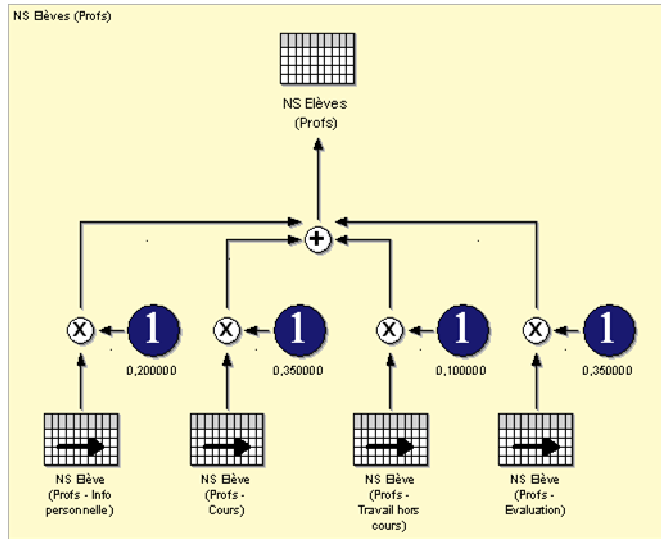 NS Elèves (Profs)
NS Elèves
(Profs)
+
X
1
X
1
X
1
X
1
0,200000
0,350000
0,100000
0,350000
NS Elève
(Profs - Info
personnelle)
NS Elève
(Profs -
Cours)
NS Elève
(Profs -
Travail hors
cours)
NS Elève
(Profs -
Evaluation)